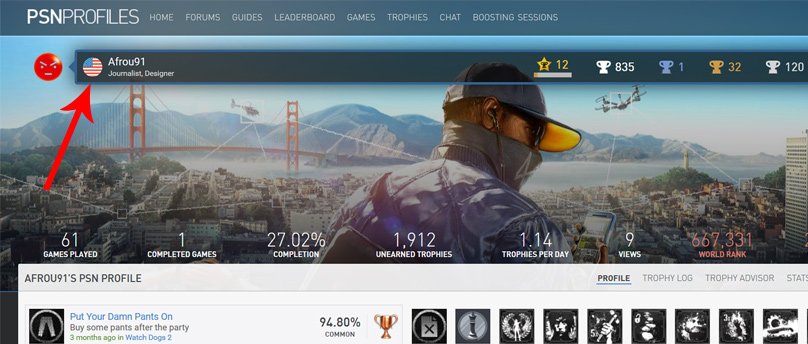 PSNPROFILES HOME FORUMS GUIDES LEADERBOARD GAMES TROPHIES CHAT BOOSTING SESSIONS
Afrou91
Journalist, Designer
12 835 1 32 120
61 1 27.02% 1,912 1.14 9 667,331
GAMES PLAYED COMPLETED GAMES COMPLETION UNEARNED TROPHIES TROPHIES PER DAY VIEWS WORLD RANK
AFROU91'S PSN PROFILE PROFILE TROPHY LOG TROPHY ADVISOR STATS
Put Your Damn Pants On
Buy some pants after the party
3 months ago in Watch Dogs 2
94.80%
COMMON